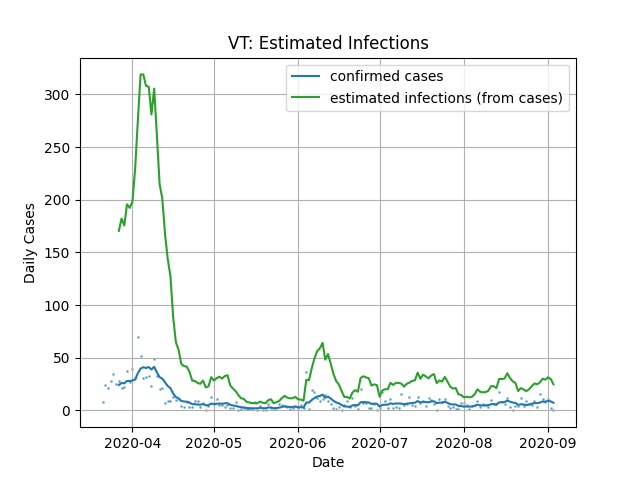 VT: Estimated Infections
confirmed cases
estimated infections (from cases)
300
250
200
150
100
50
0
Daily Cases
2020-04 2020-05 2020-06 2020-07 2020-08 2020-09
Date